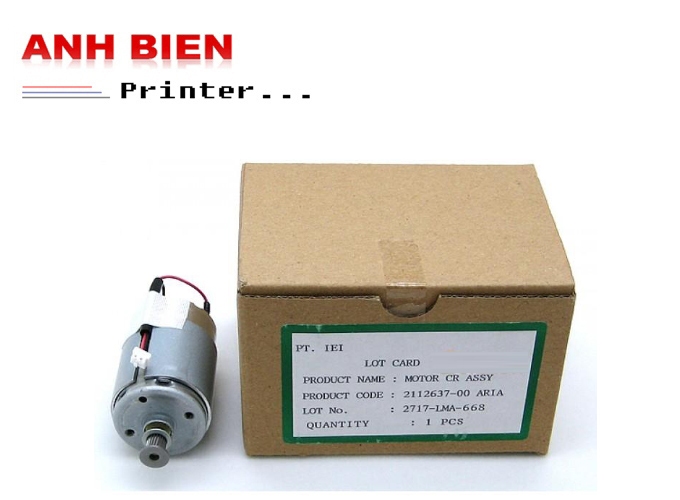 ANH BIEN
Printer...
PT. IEI
LOT CARD
PRODUCT NAME : MOTOR CR ASSY
PRODUCT CODE : 2112637-00 ARIA
LOT No. : 2717-LMA-668
QUANTITY : 1 PCS